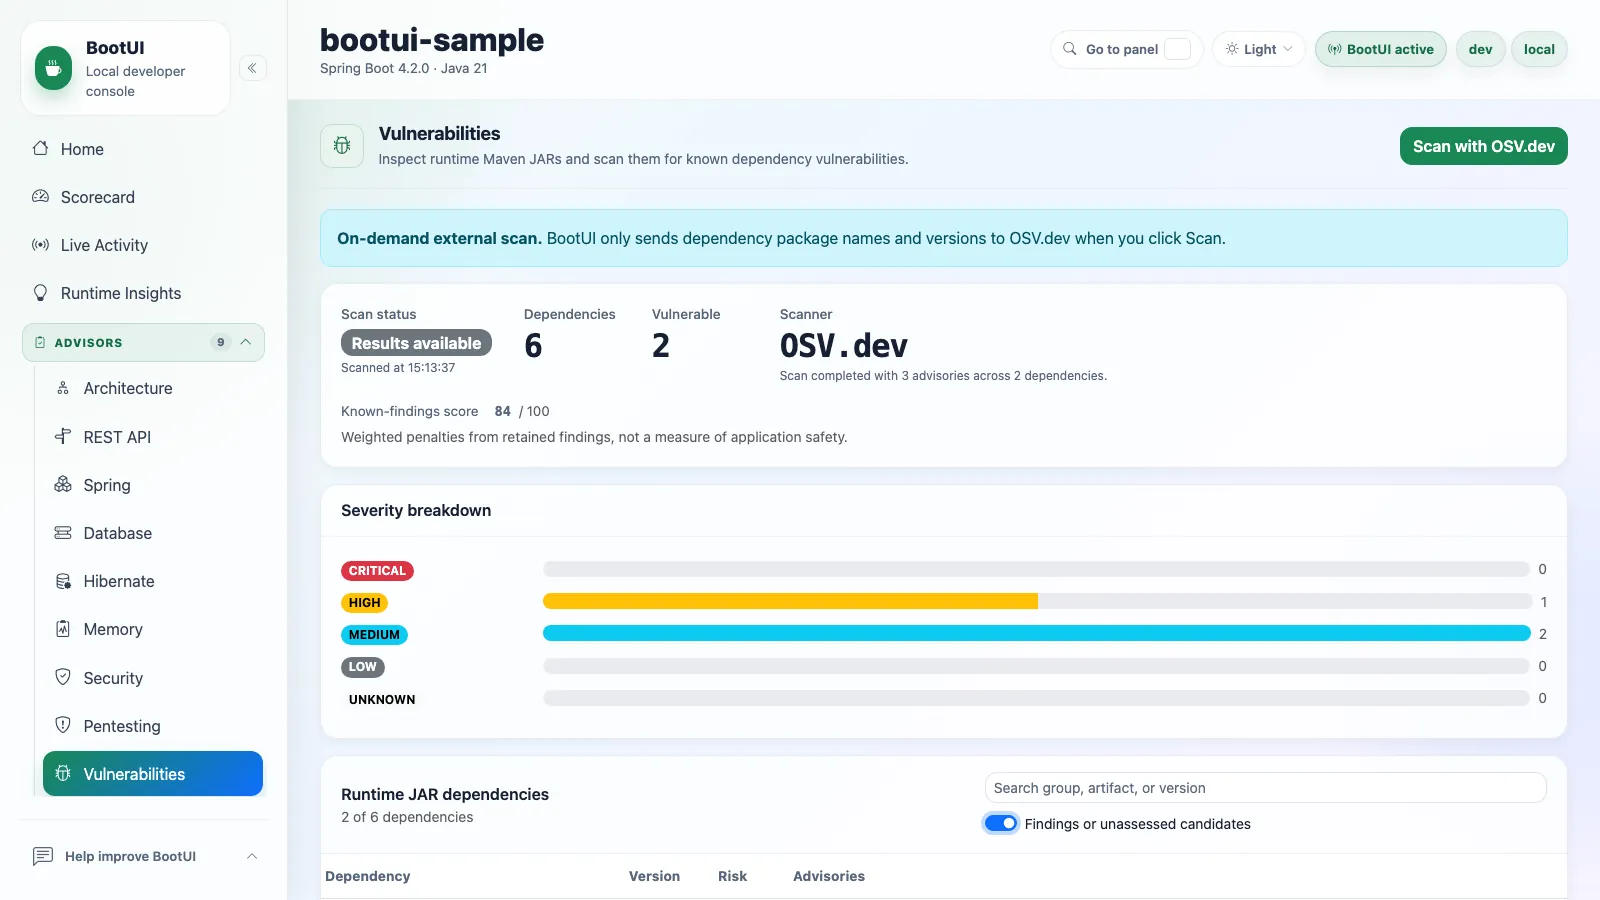 BootUI
Local developer
console
Home
Scorecard
Live Activity
Runtime Insights
ADVISORS 9
Architecture
REST API
Spring
Database
Hibernate
Memory
Security
Pentesting
Vulnerabilities
Help improve BootUI
bootui-sample
Spring Boot 4.2.0 · Java 21
Go to panel
Light
BootUI active
dev
local
Vulnerabilities
Inspect runtime Maven JARs and scan them for known dependency vulnerabilities.
Scan with OSV.dev
On-demand external scan. BootUI only sends dependency package names and versions to OSV.dev when you click Scan.
Scan status
Results available
Scanned at 15:13:37
Dependencies
6
Vulnerable
2
Scanner
OSV.dev
Scan completed with 3 advisories across 2 dependencies.
Known-findings score 84 / 100
Weighted penalties from retained findings, not a measure of application safety.
Severity breakdown
CRITICAL 0
HIGH 1
MEDIUM 2
LOW 0
UNKNOWN 0
Runtime JAR dependencies
2 of 6 dependencies
Search group, artifact, or version
Findings or unassessed candidates
Dependency Version Risk Advisories